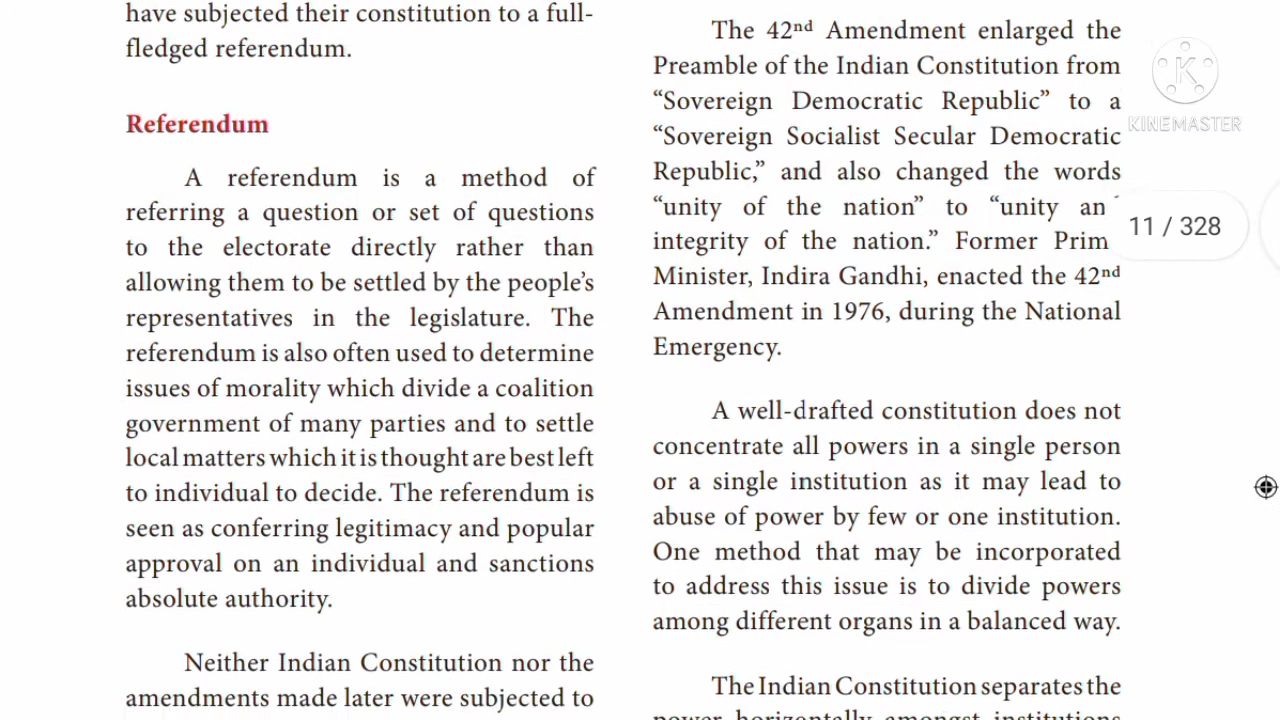 have subjected their constitution to a full-
fledged referendum.
Referendum
A referendum is a method of
referring a question or set of questions
to the electorate directly rather than
allowing them to be settled by the people’s
representatives in the legislature. The
referendum is also often used to determine
issues of morality which divide a coalition
government of many parties and to settle
local matters which it is thought are best left
to individual to decide. The referendum is
seen as conferring legitimacy and popular
approval on an individual and sanctions
absolute authority.
Neither Indian Constitution nor the
amendments made later were subjected to
The 42nd Amendment enlarged the
Preamble of the Indian Constitution from
“Sovereign Democratic Republic” to a
“Sovereign Socialist Secular Democratic
Republic,” and also changed the words
“unity of the nation” to “unity an
integrity of the nation.” Former Prim
Minister, Indira Gandhi, enacted the 42nd
Amendment in 1976, during the National
Emergency.
A well-drafted constitution does not
concentrate all powers in a single person
or a single institution as it may lead to
abuse of power by few or one institution.
One method that may be incorporated
to address this issue is to divide powers
among different organs in a balanced way.
The Indian Constitution separates the
power horizontally amongst institutions
K
KINEMASTER
11 / 328